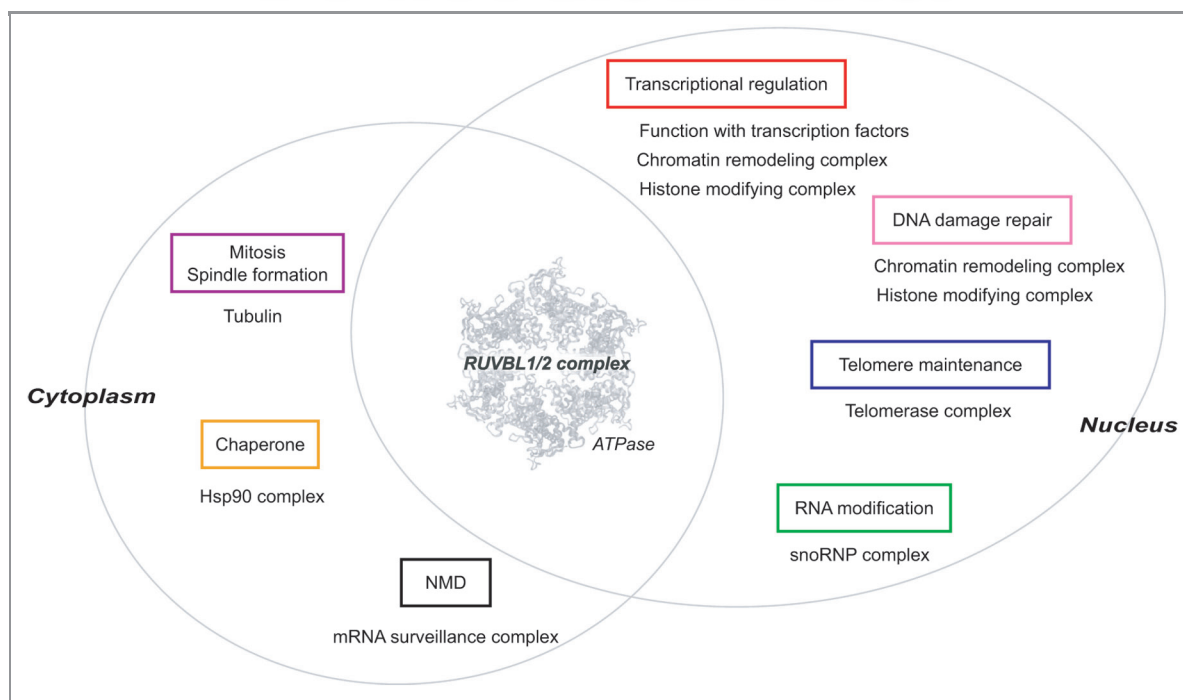 Transcriptional regulation
Function with transcription factors
Chromatin remodeling complex
Histone modifying complex
DNA damage repair
Chromatin remodeling complex
Histone modifying complex
Mitosis
Spindle formation
Tubulin
RUVBL1/2 complex
ATPase
Telomere maintenance
Telomerase complex
Cytoplasm
Nucleus
Chaperone
Hsp90 complex
RNA modification
snoRNP complex
NMD
mRNA surveillance complex